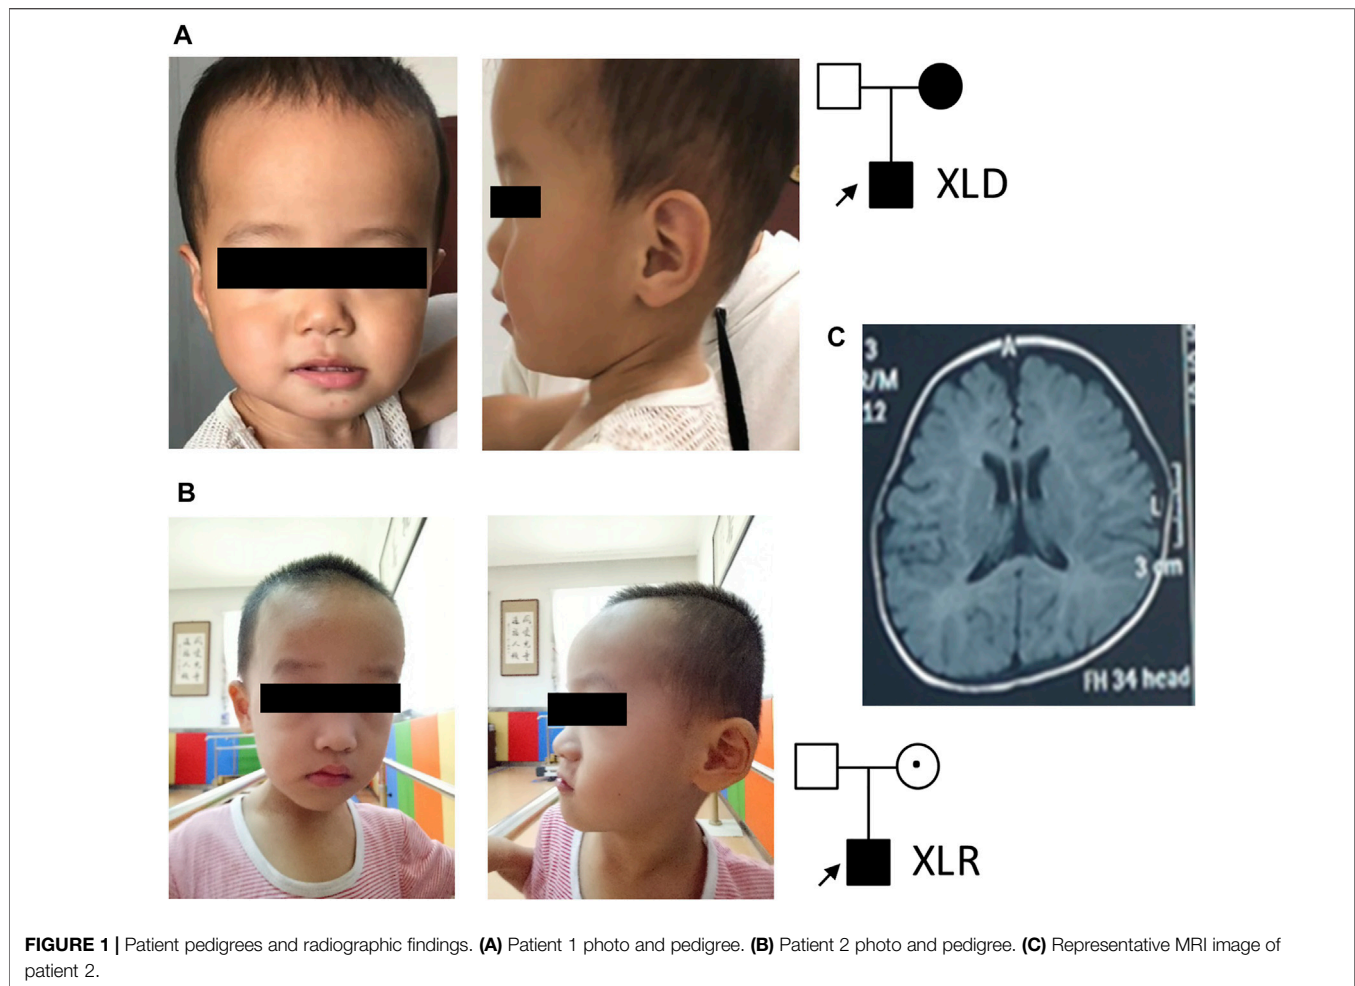 A
XLD
C
3
R/M
12
A
L
3 cm
FH 34 head
B
XLR
FIGURE 1 | Patient pedigrees and radiographic findings. (A) Patient 1 photo and pedigree. (B) Patient 2 photo and pedigree. (C) Representative MRI image of
patient 2.